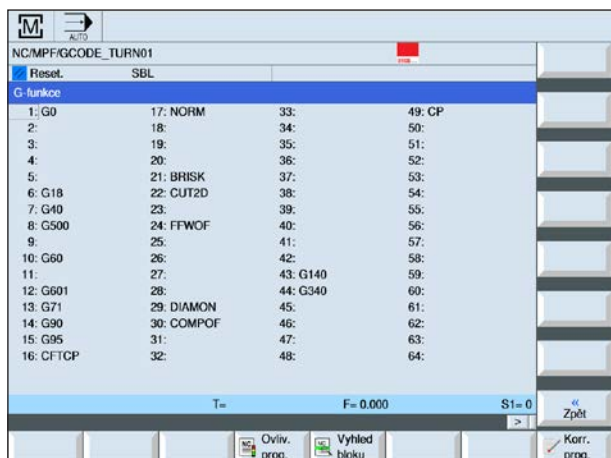 M
AUTO
NC/MPF/GCODE_TURN01
Reset. SBL
G-funkce
1: G0 17: NORM 33: 49: CP
2: 18: 34: 50:
3: 19: 35: 51:
4: 20: 36: 52:
5: 21: BRISK 37: 53:
6: G18 22: CUT2D 38: 54:
7: G40 23: 39: 55:
8: G500 24: FFWOF 40: 56:
9: 25: 41: 57:
10: G60 26: 42: 58:
11: 27: 43: G140 59:
12: G601 28: 44: G340 60:
13: G71 29: DIAMON 45: 61:
14: G90 30: COMPOF 46: 62:
15: G95 31: 47: 63:
16: CFTCP 32: 48: 64:
T= F= 0.000 S1= 0
« Zpět
>
NC Ovliv. prog.
NC Vyhled bloku
Korr. prog.